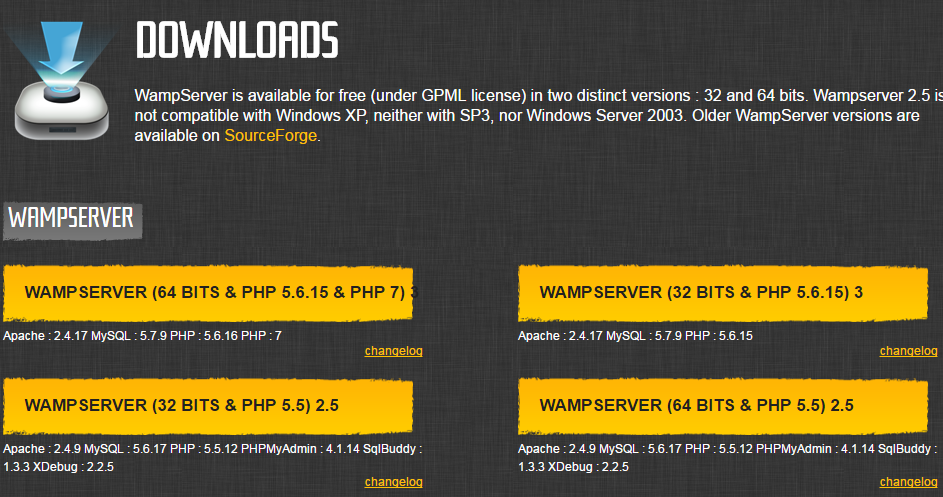 DOWNLOADS
WampServer is available for free (under GPML license) in two distinct versions : 32 and 64 bits. Wampserver 2.5 is
not compatible with Windows XP, neither with SP3, nor Windows Server 2003. Older WampServer versions are
available on SourceForge.
WAMPSERVER
WAMPSERVER (64 BITS & PHP 5.6.15 & PHP 7) 3
Apache : 2.4.17 MySQL : 5.7.9 PHP : 5.6.16 PHP : 7
changelog
WAMPSERVER (32 BITS & PHP 5.6.15) 3
Apache : 2.4.17 MySQL : 5.7.9 PHP : 5.6.15
changelog
WAMPSERVER (32 BITS & PHP 5.5) 2.5
Apache : 2.4.9 MySQL : 5.6.17 PHP : 5.5.12 PHPMyAdmin : 4.1.14 SqlBuddy :
1.3.3 XDebug : 2.2.5
changelog
WAMPSERVER (64 BITS & PHP 5.5) 2.5
Apache : 2.4.9 MySQL : 5.6.17 PHP : 5.5.12 PHPMyAdmin : 4.1.14 SqlBuddy :
1.3.3 XDebug : 2.2.5
changelog